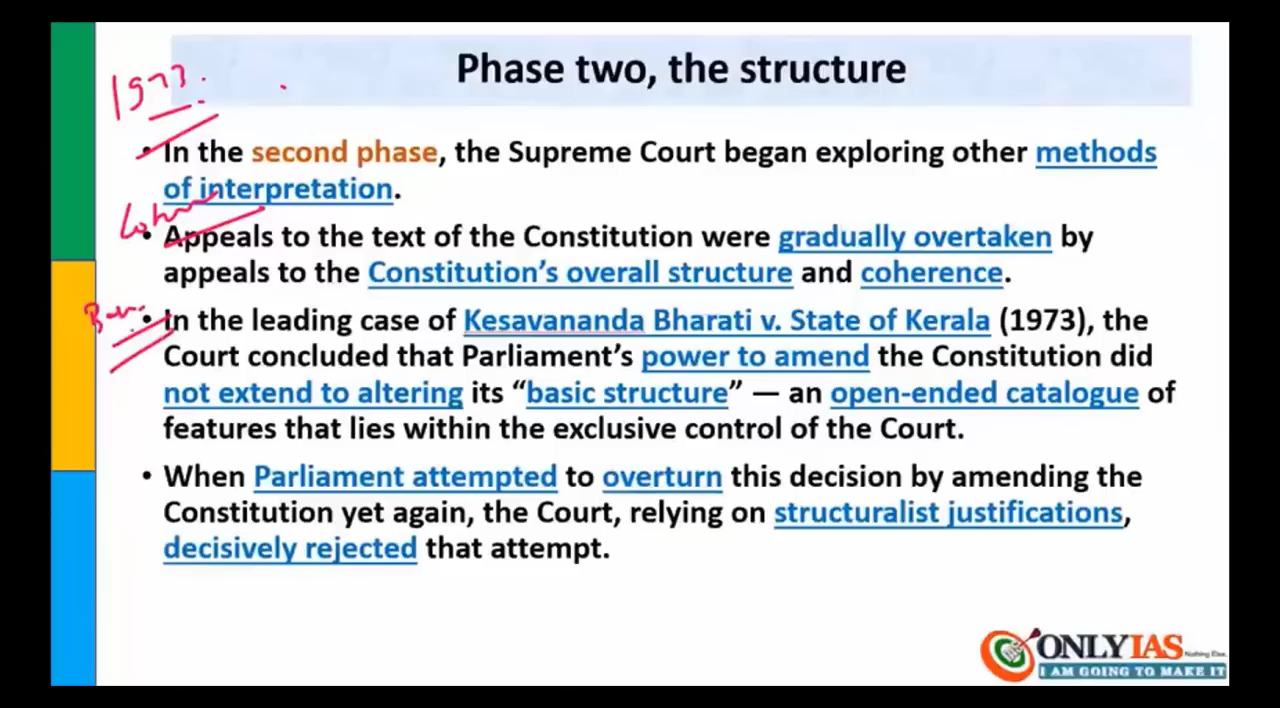 Phase two, the structure
1973.
• In the second phase, the Supreme Court began exploring other methods
of interpretation.
• Appeals to the text of the Constitution were gradually overtaken by
appeals to the Constitution's overall structure and coherence.
• In the leading case of Kesavananda Bharati v. State of Kerala (1973), the
Court concluded that Parliament's power to amend the Constitution did
not extend to altering its “basic structure” — an open-ended catalogue of
features that lies within the exclusive control of the Court.
• When Parliament attempted to overturn this decision by amending the
Constitution yet again, the Court, relying on structuralist justifications,
decisively rejected that attempt.
ONLYIAS
Nothing Else.
I AM GOING TO MAKE IT